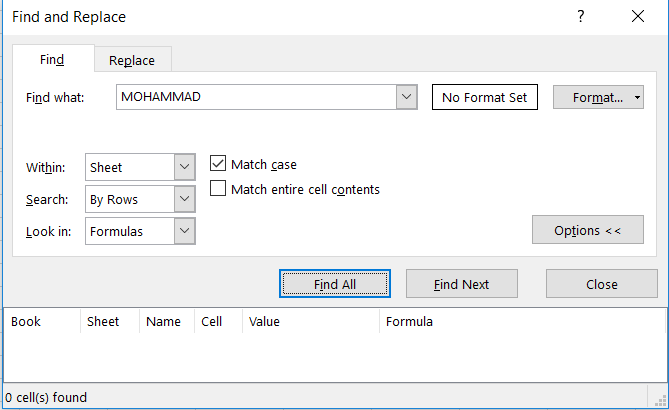 Find and Replace ? ×
Find Replace
Find what: MOHAMMAD No Format Set Format...
Within: Sheet Match case
Search: By Rows Match entire cell contents
Look in: Formulas Options <<
Find All Find Next Close
Book Sheet Name Cell Value Formula
0 cell(s) found